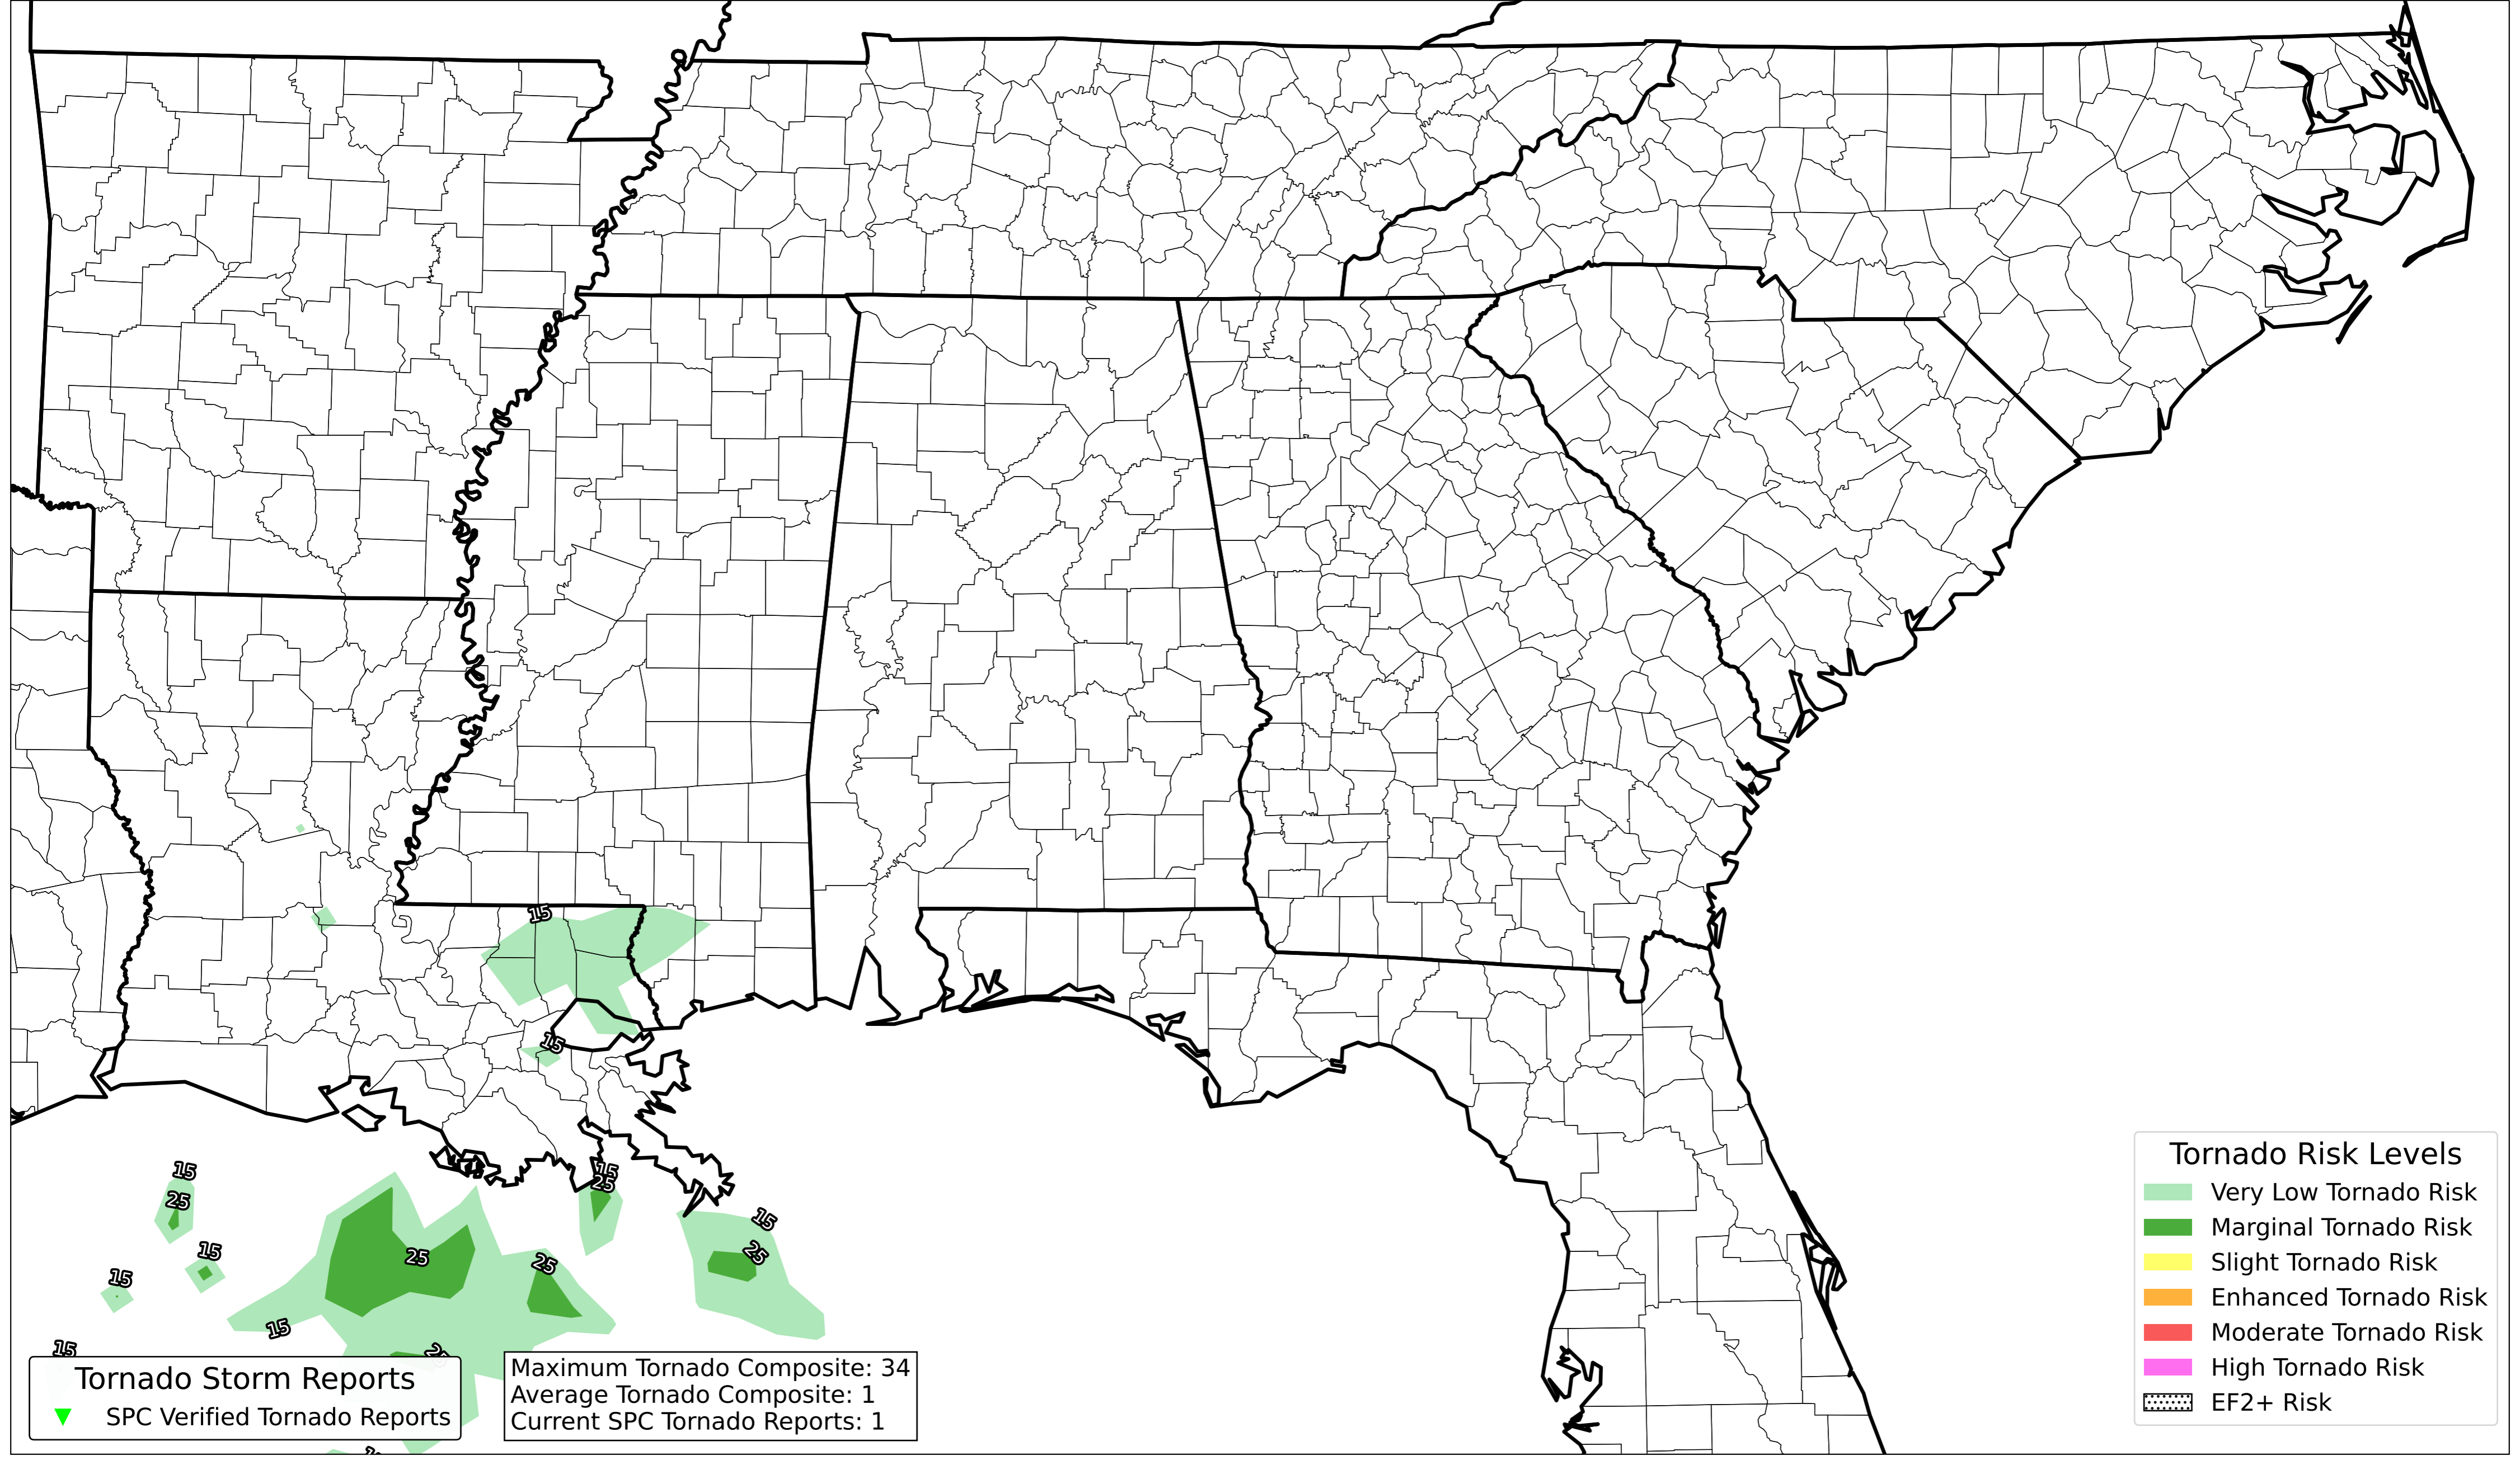 15
15
15
25
15
25
15
25
15
25
25
15
15
15
Tornado Storm Reports
SPC Verified Tornado Reports
Maximum Tornado Composite: 34
Average Tornado Composite: 1
Current SPC Tornado Reports: 1
Tornado Risk Levels
Very Low Tornado Risk
Marginal Tornado Risk
Slight Tornado Risk
Enhanced Tornado Risk
Moderate Tornado Risk
High Tornado Risk
EF2+ Risk